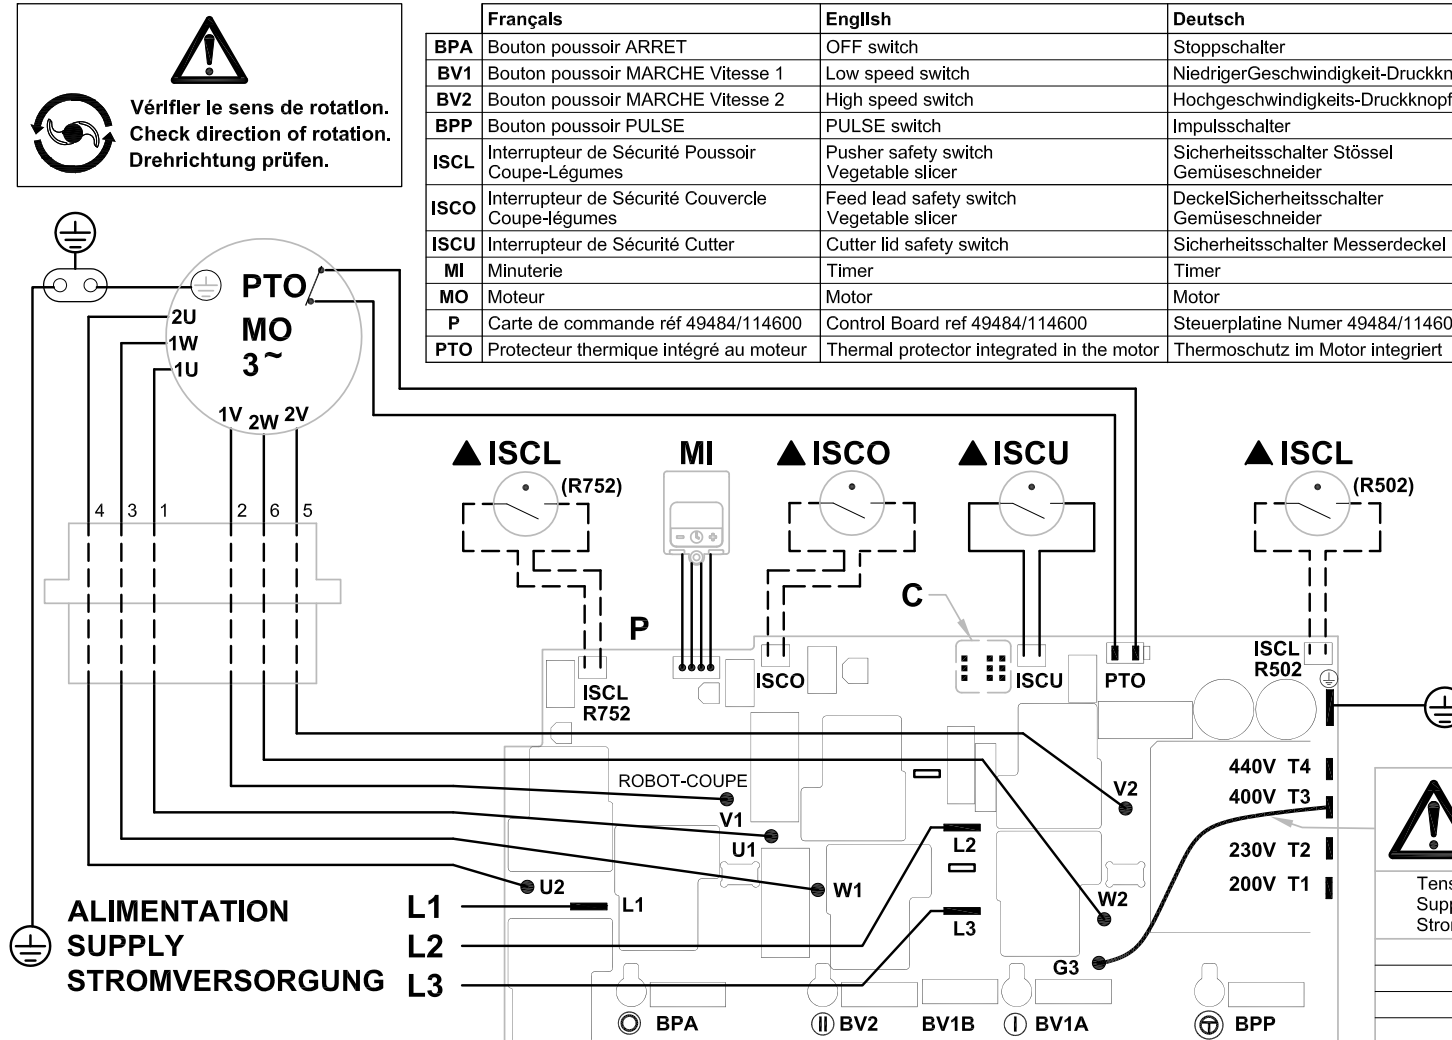 Vérifier le sens de rotation.
Check direction of rotation.
Drehrichtung prüfen.
Français English Deutsch
BPA Bouton poussoir ARRET OFF switch Stoppschalter
BV1 Bouton poussoir MARCHE Vitesse 1 Low speed switch NiedrigerGeschwindigkeit-Druckkn
BV2 Bouton poussoir MARCHE Vitesse 2 High speed switch Hochgeschwindigkeits-Druckknopf
BPP Bouton poussoir PULSE PULSE switch Impulsschalter
ISCL Interrupteur de Sécurité Poussoir Pusher safety switch Sicherheitsschalter Stössel
Coupe-Légumes Vegetable slicer Gemüseschneider
ISCO Interrupteur de Sécurité Couvercle Feed lead safety switch DeckelSicherheitsschalter
Coupe-légumes Vegetable slicer Gemüseschneider
ISCU Interrupteur de Sécurité Cutter Cutter lid safety switch Sicherheitsschalter Messerdeckel
MI Minuterie Timer Timer
MO Moteur Motor Motor
P Carte de commande réf 49484/114600 Control Board ref 49484/114600 Steuerplatine Numer 49484/11460
PTO Protecteur thermique intégré au moteur Thermal protector integrated in the motor Thermoschutz im Motor integriert
PTO
2U MO
1W 3~
1U
1V 2W 2V
ISCL MI ISCO ISCU ISCL
(R752) (R502)
4 3 1 2 6 5
C
P
ISCL R752
ISCO
ISCU
PTO
ISCL R502
440V T4
400V T3
230V T2
200V T1
ROBOT-COUPE
V1
U1
V2
L2
U2
W1
W2
L1
L3
G3
ALIMENTATION L1
SUPPLY L2
STROMVERSORGUNG L3
Tens
Supp
Stro
BPA BV2 BV1B BV1A BPP